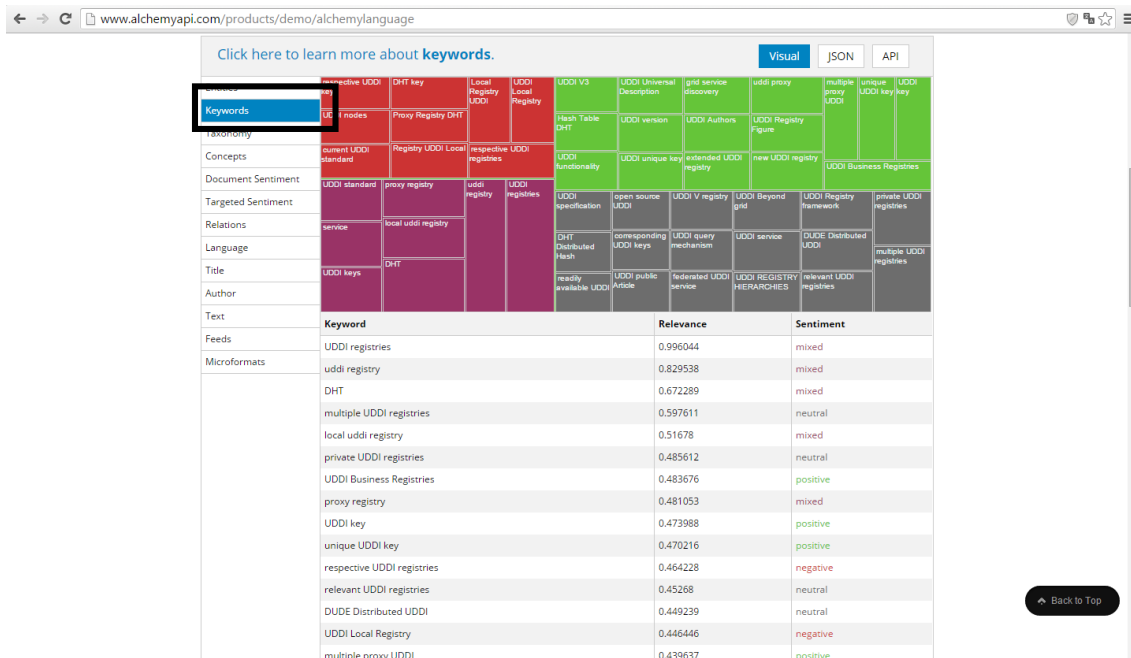 www.alchemyapi.com/products/demo/alchemylanguage
Click here to learn more about keywords.
Visual
JSON
API
Keywords
Taxonomy
Concepts
Document Sentiment
Targeted Sentiment
Relations
Language
Title
Author
Text
Feeds
Microformats
respective UDDI
key
DHT key
Local
Registry
UDDI
UDDI
Local
Registry
UDDI nodes
Proxy Registry DHT
current UDDI
standard
Registry UDDI Local
respective UDDI
registries
UDDI standard
proxy registry
uddi
registry
UDDI
registries
service
local uddi registry
UDDI keys
DHT
UDDI V3
UDDI Universal
Description
grid service
discovery
uddi proxy
multiple
proxy
UDDI
unique
UDDI key
UDDI
key
Hash Table
DHT
UDDI version
UDDI Authors
UDDI Registry
Figure
UDDI
functionality
UDDI unique key
extended UDDI
registry
new UDDI registry
UDDI Business Registries
UDDI
specification
open source
UDDI
UDDI V registry
UDDI Beyond
grid
UDDI Registry
framework
private UDDI
registries
DHT
Distributed
Hash
corresponding
UDDI keys
UDDI query
mechanism
UDDI service
DUDE Distributed
UDDI
multiple UDDI
registries
readily
available UDDI
UDDI public
Article
federated UDDI
service
UDDI REGISTRY
HIERARCHIES
relevant UDDI
registries
Keyword Relevance Sentiment
UDDI registries 0.996044 mixed
uddi registry 0.829538 mixed
DHT 0.672289 mixed
multiple UDDI registries 0.597611 neutral
local uddi registry 0.51678 mixed
private UDDI registries 0.485612 neutral
UDDI Business Registries 0.483676 positive
proxy registry 0.481053 mixed
UDDI key 0.473988 positive
unique UDDI key 0.470216 positive
respective UDDI registries 0.464228 negative
relevant UDDI registries 0.45268 neutral
DUDE Distributed UDDI 0.449239 neutral
UDDI Local Registry 0.446446 negative
multiple proxy UDDI 0.439637 positive
Back to Top